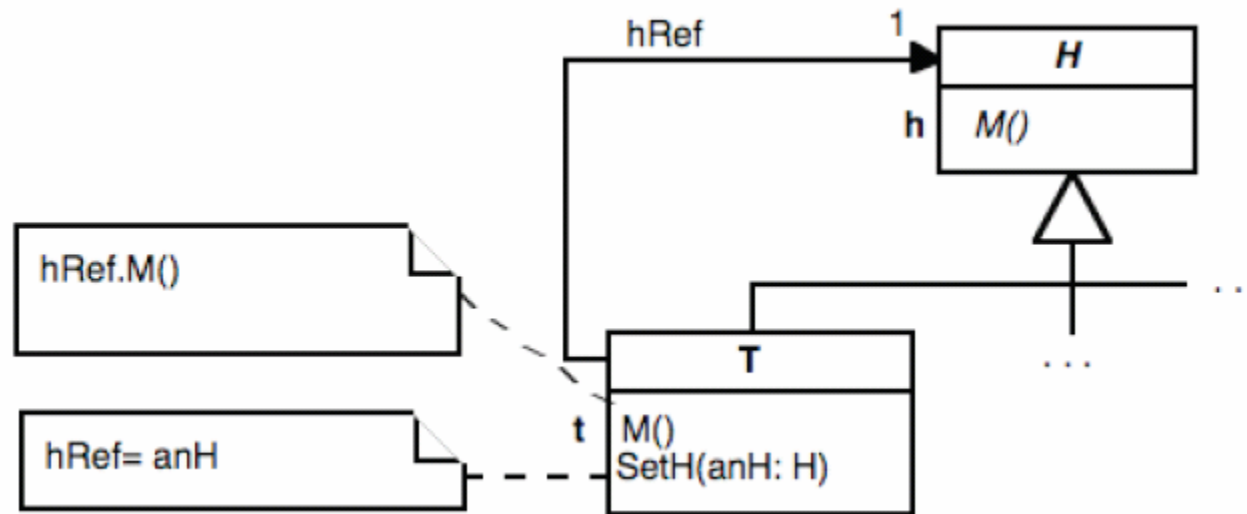 hRef
1
H
h
M()
hRef.M()
. .
T
. . .
t
M()
hRef= anH
SetH(anH: H)